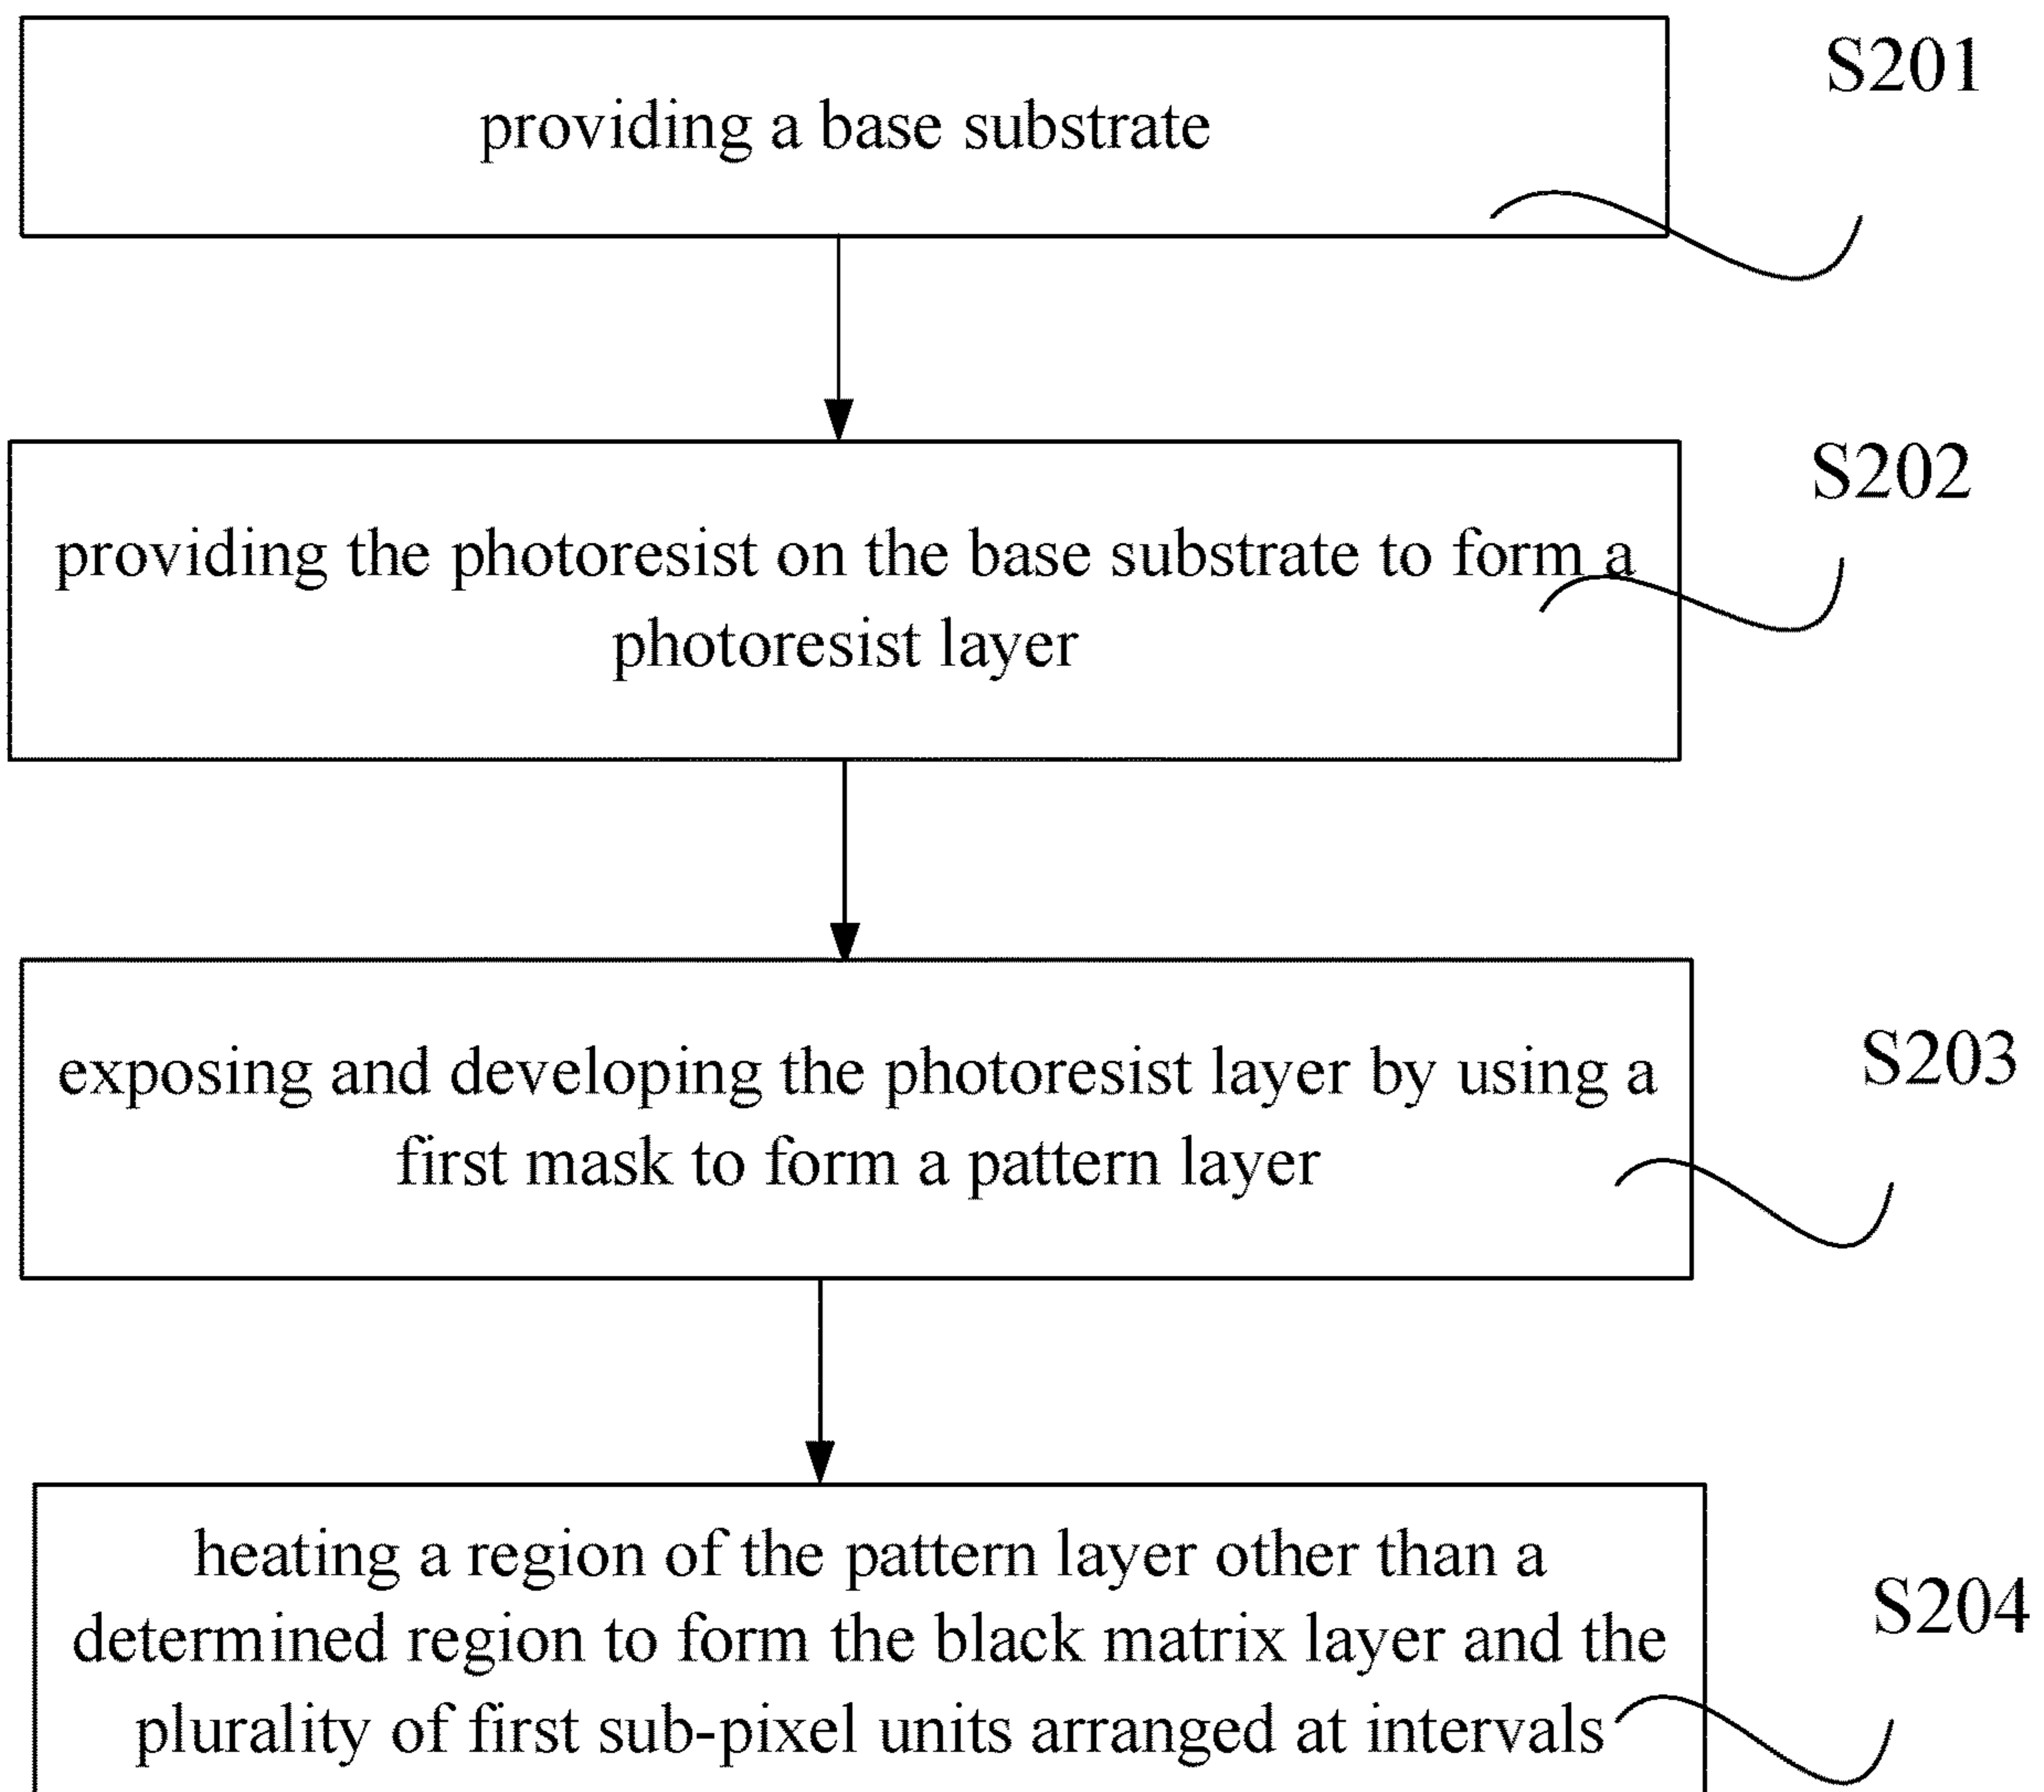 providing a base substrate
S201
providing the photoresist on the base substrate to form a
photoresist layer
S202
exposing and developing the photoresist layer by using a
first mask to form a pattern layer
S203
heating a region of the pattern layer other than a
determined region to form the black matrix layer and the
plurality of first sub-pixel units arranged at intervals
S204